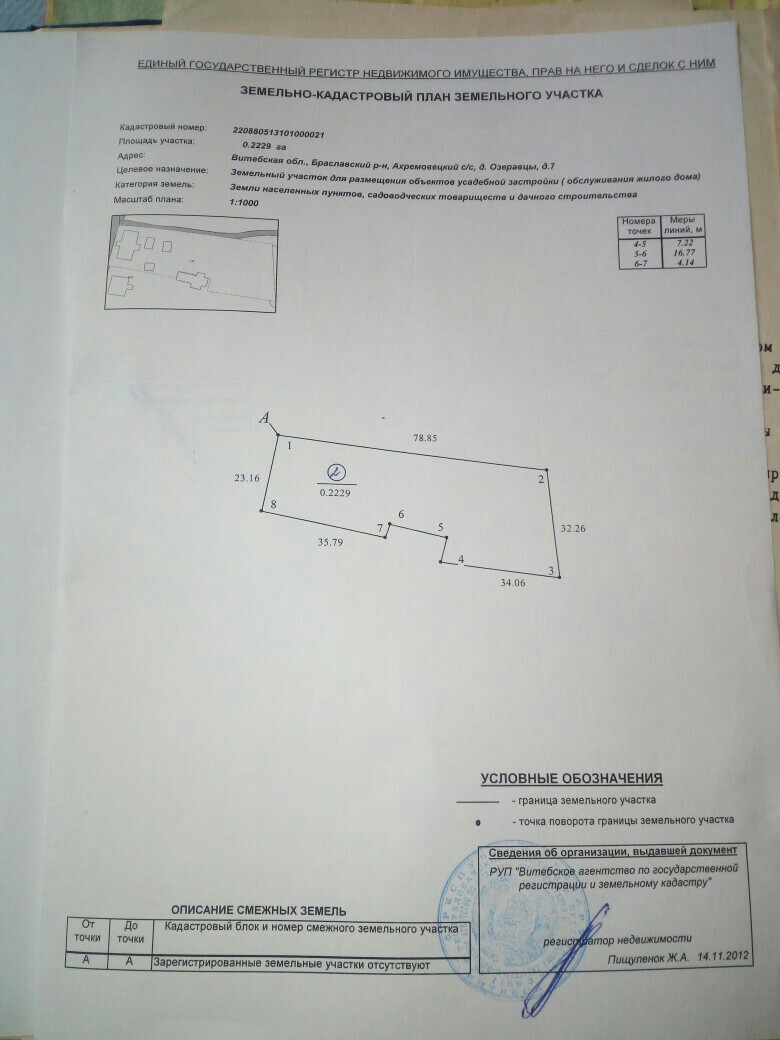 ЕДИНЫЙ ГОСУДАРСТВЕННЫЙ РЕГИСТР НЕДВИЖИМОГО ИМУЩЕСТВА, ПРАВ НА НЕГО И СДЕЛОК С НИМ
ЗЕМЕЛЬНО-КАДАСТРОВЫЙ ПЛАН ЗЕМЕЛЬНОГО УЧАСТКА
Кадастровый номер: 220880513101000021
Площадь участка: 0.2229 га
Адрес: Витебская обл., Браславский р-н, Ахремовецкий с/с, д. Озеравцы, д.7
Целевое назначение: Земельный участок для размещения объектов усадебной застройки ( обслуживания жилого дома)
Категория земель: Земли населенных пунктов, садоводческих товариществ и дачного строительства
Масштаб плана: 1:1000
Номера точек Меры линий, м
4-5 7.22
5-6 16.77
6-7 4.14
А
1
78.85
2
23.16
0.2229
8
6
5
7
32.26
35.79
4
3
34.06
УСЛОВНЫЕ ОБОЗНАЧЕНИЯ
- граница земельного участка
- точка поворота границы земельного участка
Сведения об организации, выдавшей документ
РУП "Витебское агентство по государственной
регистрации и земельному кадастру"
регистратор недвижимости
Пищуленок Ж.А. 14.11.2012
ОПИСАНИЕ СМЕЖНЫХ ЗЕМЕЛЬ
От точки До точки Кадастровый блок и номер смежного земельного участка
А А Зарегистрированные земельные участки отсутствуют